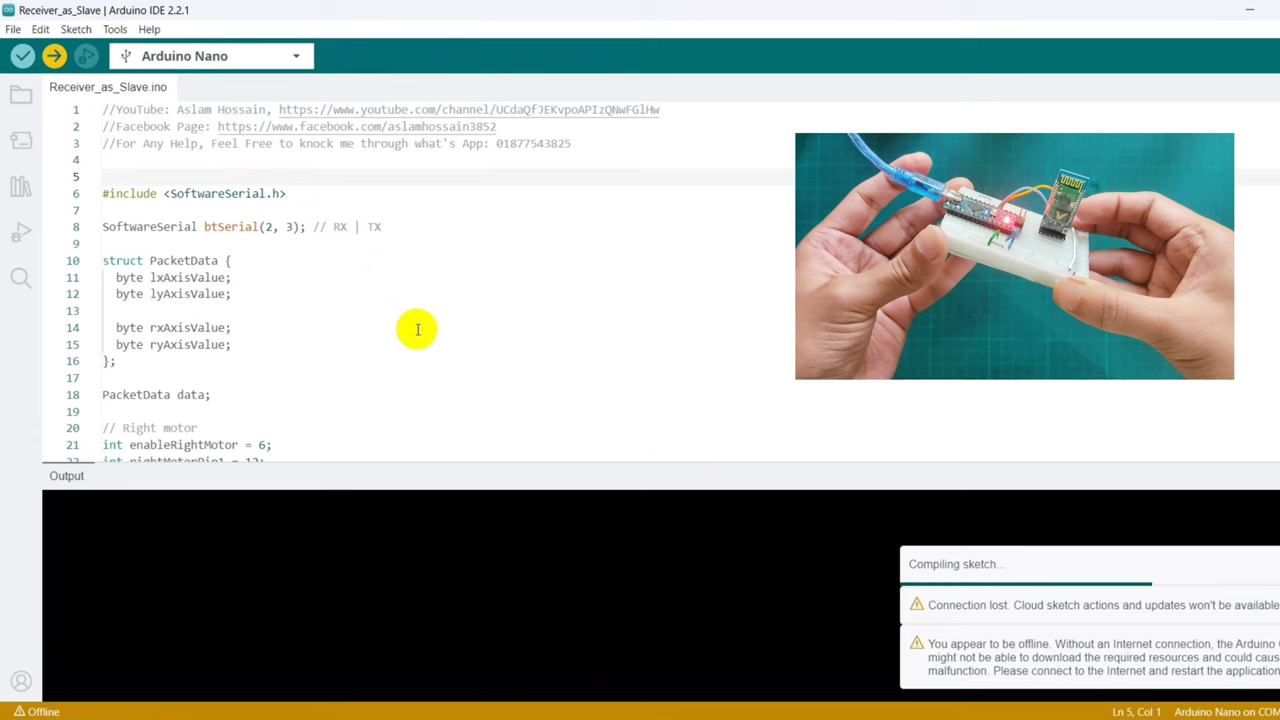 Receiver_as_Slave | Arduino IDE 2.2.1
File Edit Sketch Tools Help
Arduino Nano
Receiver_as_Slave.ino
1 //YouTube: Aslam Hossain, https://www.youtube.com/channel/UCdaQfJEKvpoAPIzQNwFGlHw
2 //Facebook Page: https://www.facebook.com/aslamhossain3852
3 //For Any Help, Feel Free to knock me through what's App: 01877543825
4
5
6 #include <SoftwareSerial.h>
7
8 SoftwareSerial btSerial(2, 3); // RX | TX
9
10 struct PacketData {
11 byte lxAxisValue;
12 byte lyAxisValue;
13
14 byte rxAxisValue;
15 byte ryAxisValue;
16 };
17
18 PacketData data;
19
20 // Right motor
21 int enableRightMotor = 6;
22 int rightMotorPin1 = 12;
Output
Compiling sketch...
Connection lost. Cloud sketch actions and updates won't be available
You appear to be offline. Without an Internet connection, the Arduino
might not be able to download the required resources and could caus
malfunction. Please connect to the Internet and restart the application
Offline
Ln 5, Col 1 Arduino Nano on COM